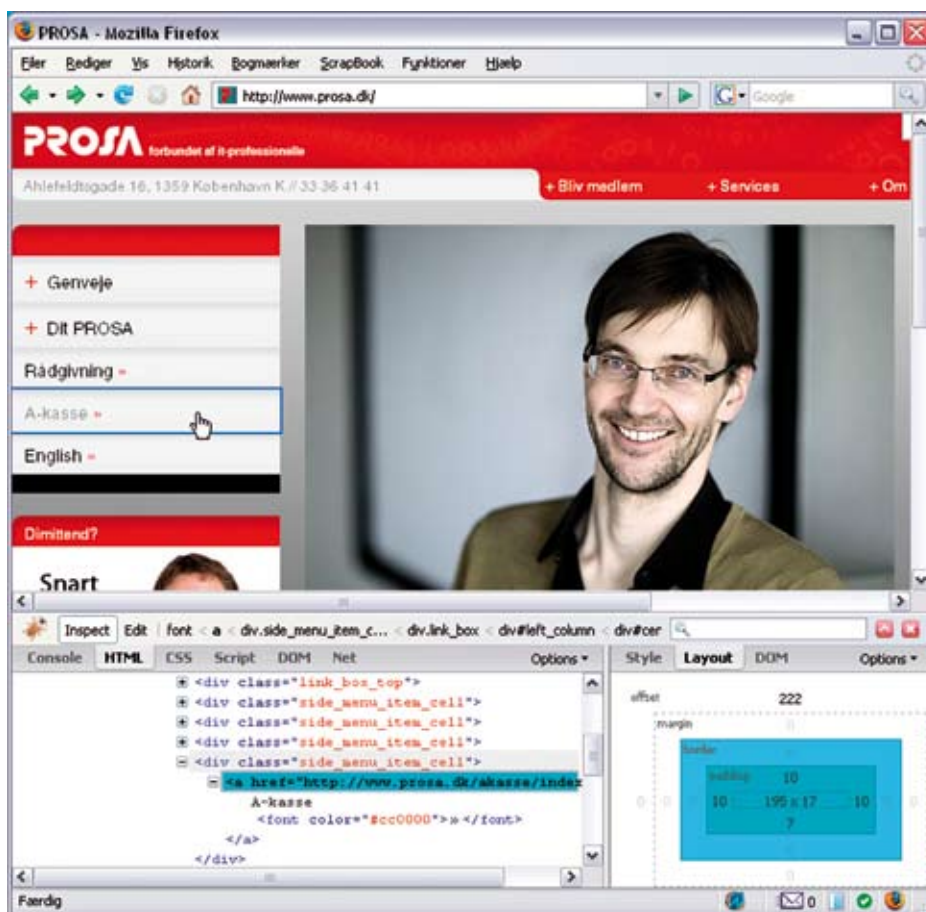 PROSA - Mozilla Firefox
Filer Rediger Vis Historik Bogmærker ScrapBook Funktioner Hjælp
http://www.prosa.dk/ G Google
PROSA forbundet af it-professionelle
Ahlefeldtsgade 16, 1359 København K // 33 36 41 41
+ Bliv medlem + Services + Om
+ Genveje
+ Dit PROSA
Rådgivning »
A-kasse »
English »
Dimittend?
Snart
Inspect Edit font < a < div.side_menu_item_c... < div.link_box < div#left_column < div#cer
Console HTML CSS Script DOM Net Options
Style Layout DOM Options
<div class="link_box_top">
<div class="side_menu_item_cell">
<div class="side_menu_item_cell">
<div class="side_menu_item_cell">
<div class="side_menu_item_cell">
<a href="http://www.prosa.dk/akasse/index
A-kasse
<font color="#cc0000">»</font>
</a>
</div>
offset 222
margin 0
border
padding 10
0 0 10 195 x 17 10 0
7
0
Færdig
0